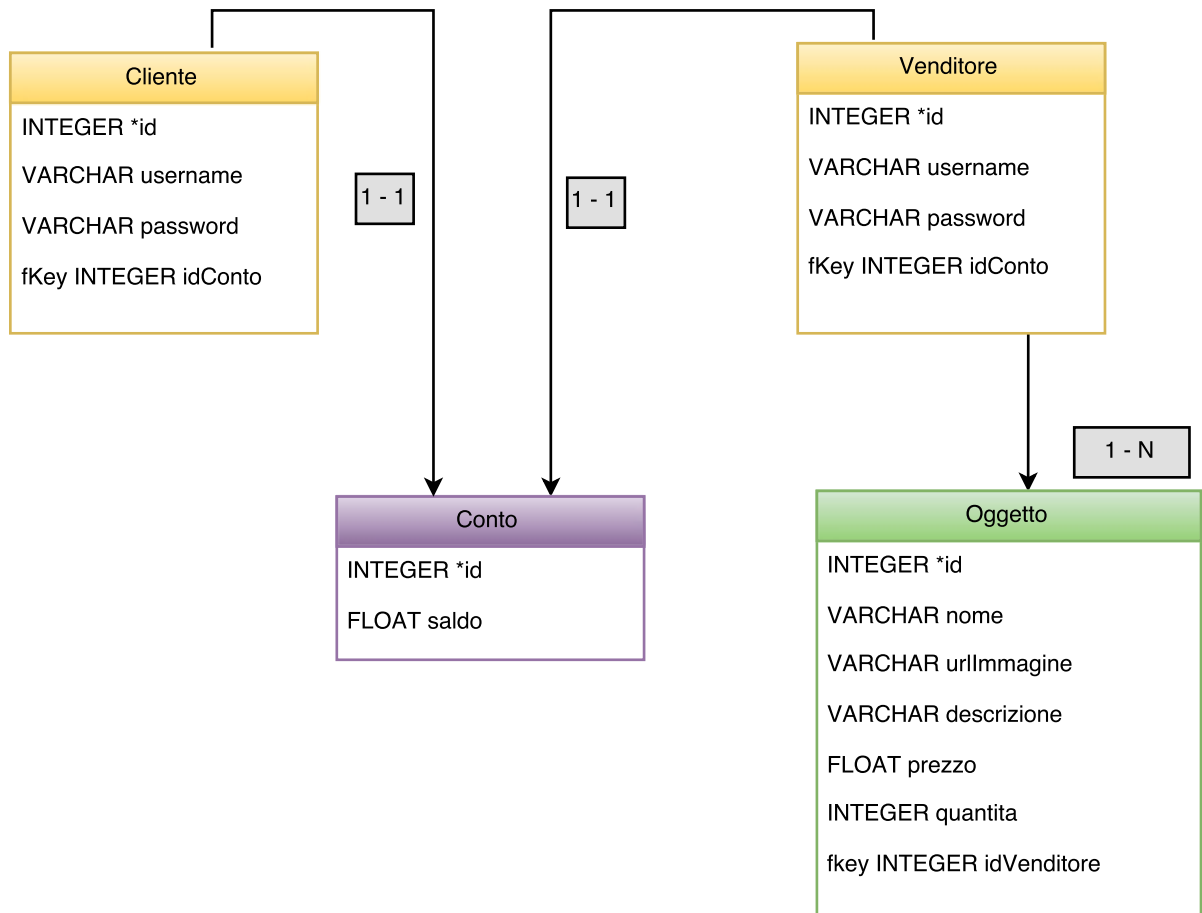 Cliente
INTEGER *id
VARCHAR username
VARCHAR password
fKey INTEGER idConto
1 - 1
1 - 1
Venditore
INTEGER *id
VARCHAR username
VARCHAR password
fKey INTEGER idConto
1 - N
Conto
INTEGER *id
FLOAT saldo
Oggetto
INTEGER *id
VARCHAR nome
VARCHAR urlImmagine
VARCHAR descrizione
FLOAT prezzo
INTEGER quantita
fkey INTEGER idVenditore